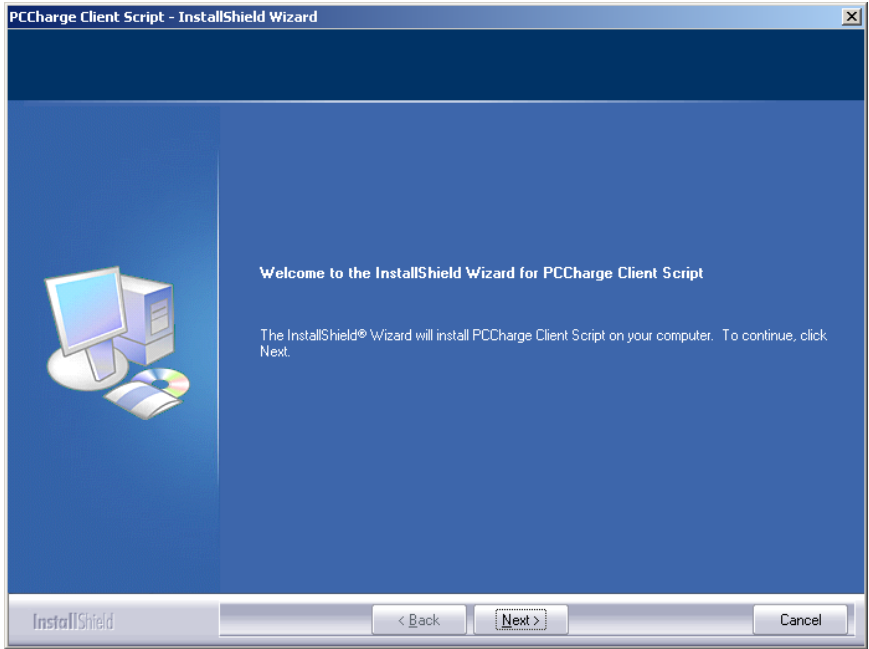 PCCharge Client Script - InstallShield Wizard
Welcome to the InstallShield Wizard for PCCharge Client Script
The InstallShield® Wizard will install PCCharge Client Script on your computer. To continue, click
Next.
InstallShield
< Back
Next >
Cancel